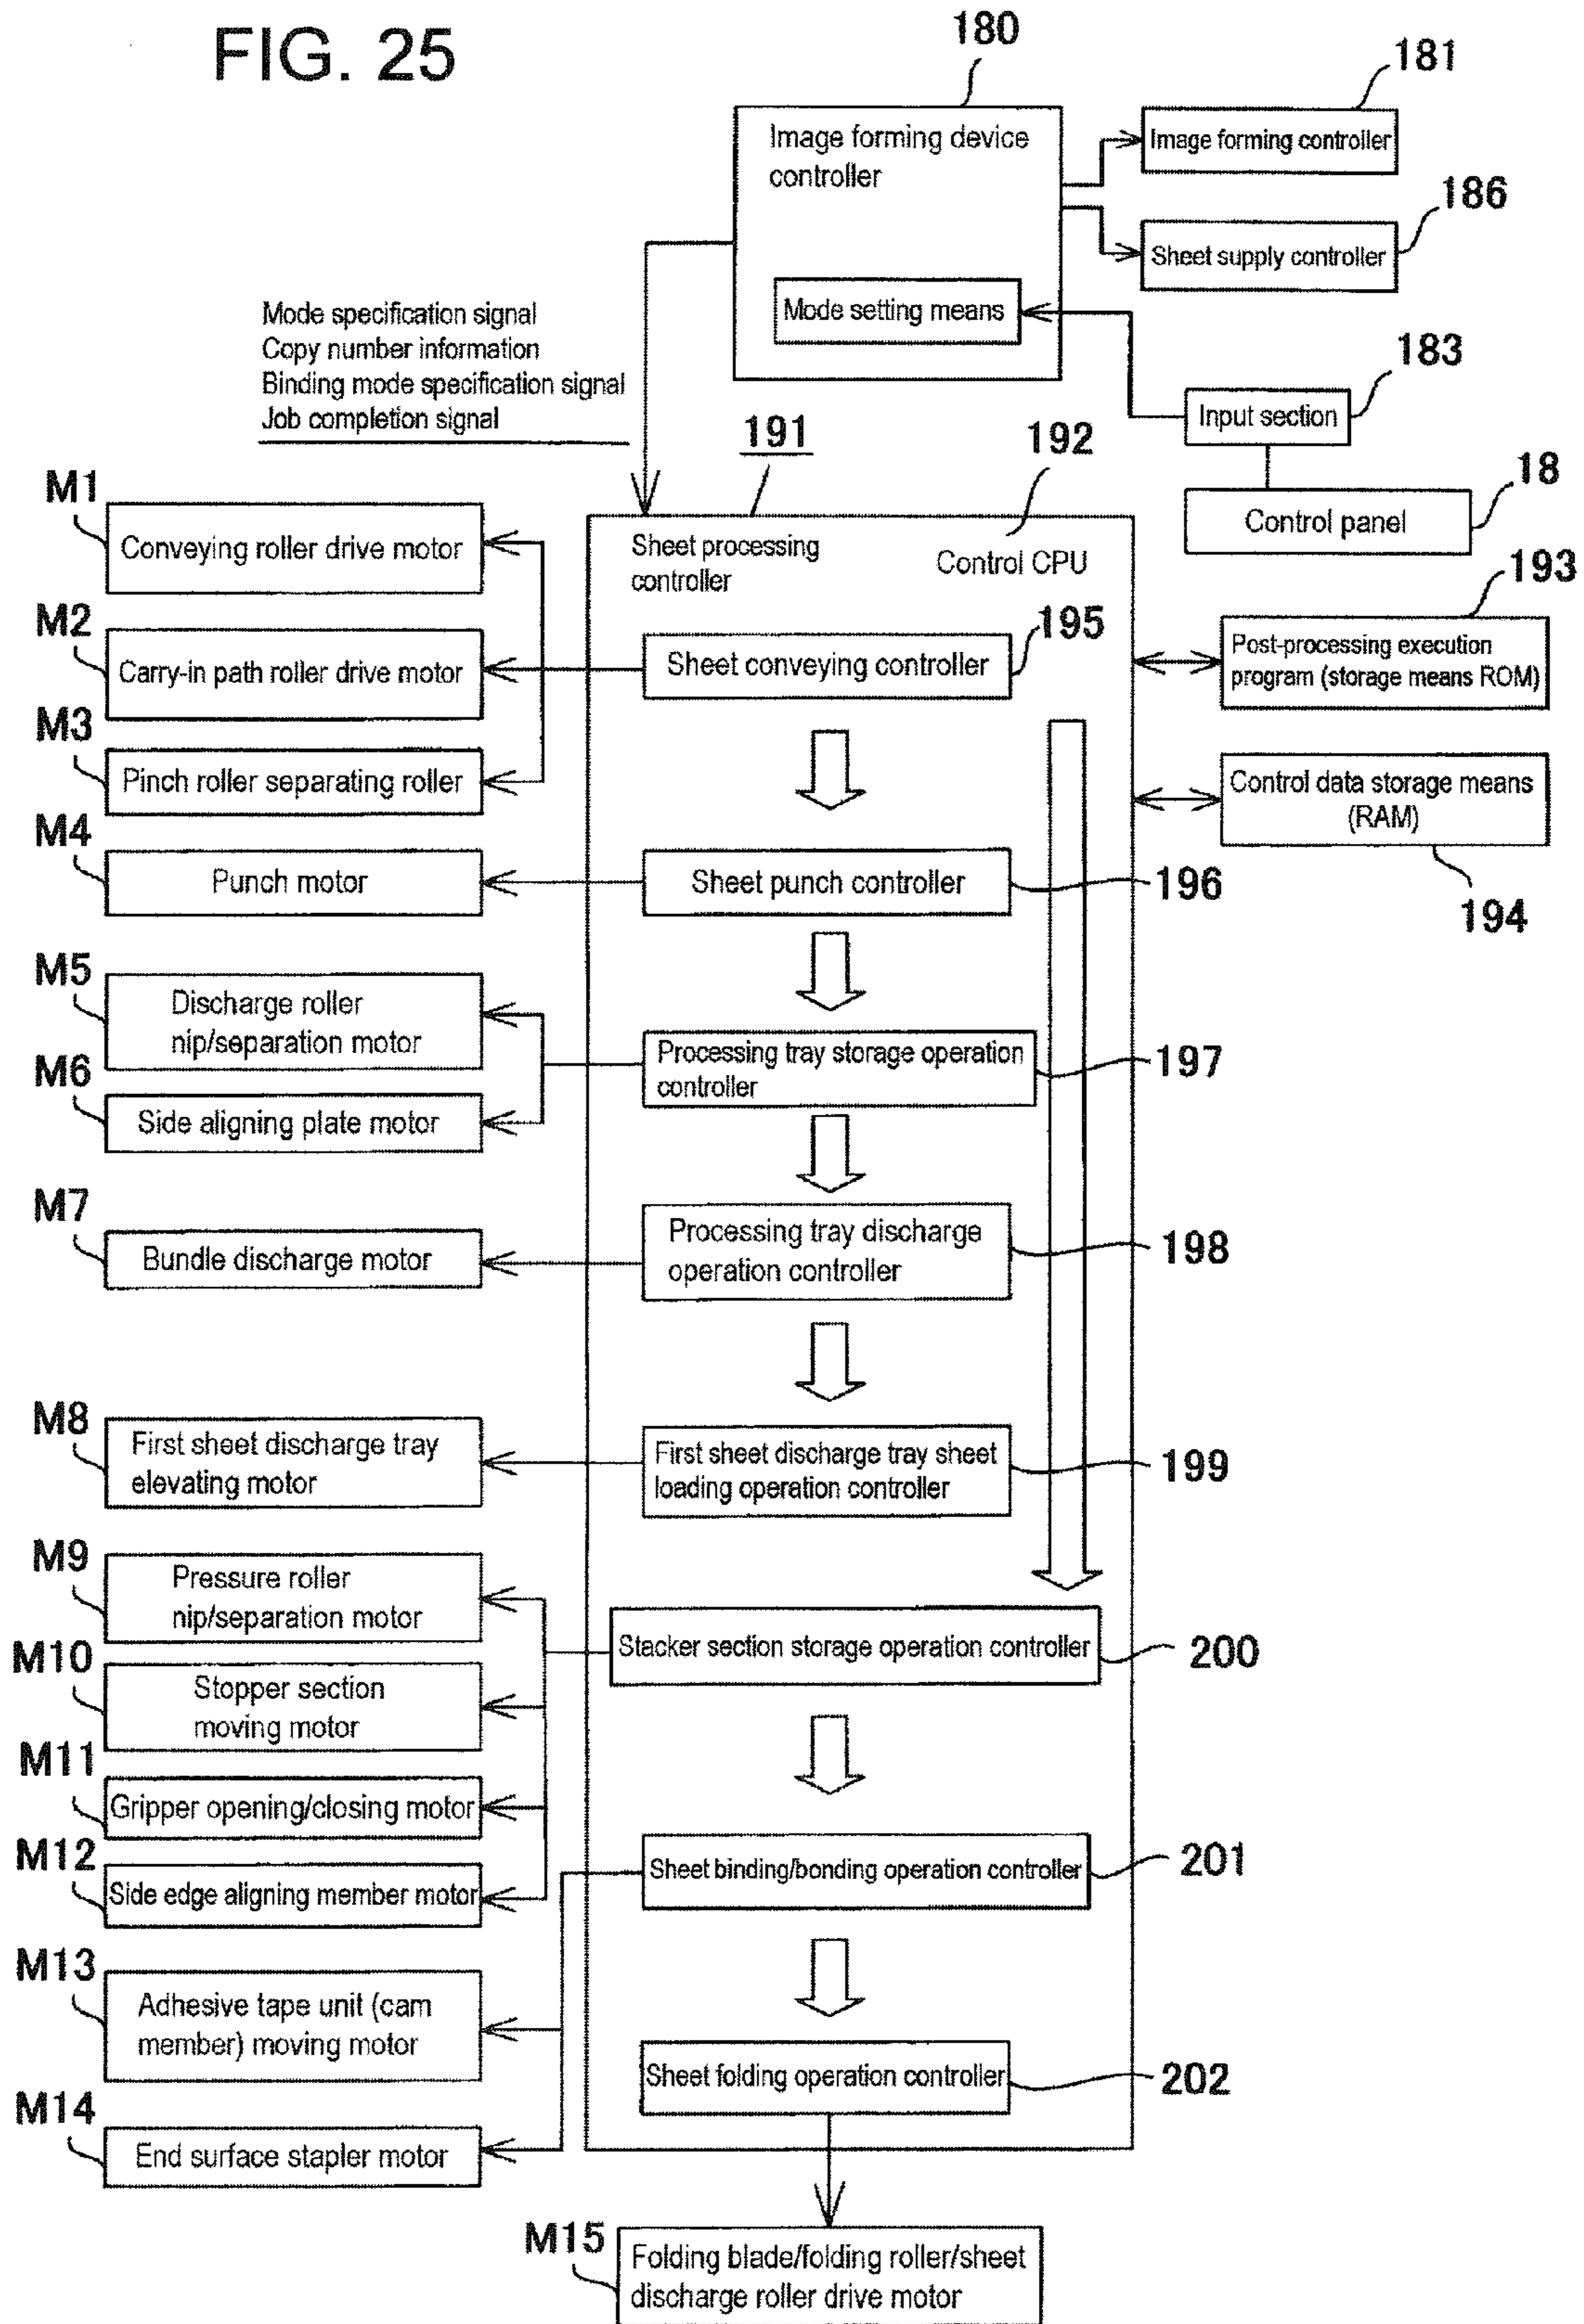 FIG. 25
180
Image forming device
controller
181
Image forming controller
186
Sheet supply controller
Mode setting means
183
Input section
18
Control panel
Mode specification signal
Copy number information
Binding mode specification signal
Job completion signal
191
192
Sheet processing
controller
Control CPU
193
Post-processing execution
program (storage means ROM)
Control data storage means
(RAM)
194
M1
Conveying roller drive motor
M2
Carry-in path roller drive motor
M3
Pinch roller separating roller
Sheet conveying controller
195
M4
Punch motor
Sheet punch controller
196
M5
Discharge roller
nip/separation motor
M6
Side aligning plate motor
Processing tray storage operation
controller
197
M7
Bundle discharge motor
Processing tray discharge
operation controller
198
M8
First sheet discharge tray
elevating motor
First sheet discharge tray sheet
loading operation controller
199
M9
Pressure roller
nip/separation motor
M10
Stopper section
moving motor
M11
Gripper opening/closing motor
M12
Side edge aligning member motor
Stacker section storage operation controller
200
M13
Adhesive tape unit (cam
member) moving motor
M14
End surface stapler motor
Sheet binding/bonding operation controller
201
Sheet folding operation controller
202
M15
Folding blade/folding roller/sheet
discharge roller drive motor